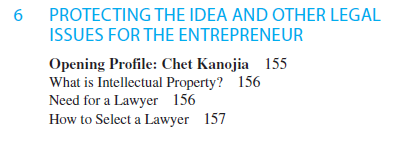 6 PROTECTING THE IDEA AND OTHER LEGAL
ISSUES FOR THE ENTREPRENEUR
Opening Profile: Chet Kanojia 155
What is Intellectual Property? 156
Need for a Lawyer 156
How to Select a Lawyer 157